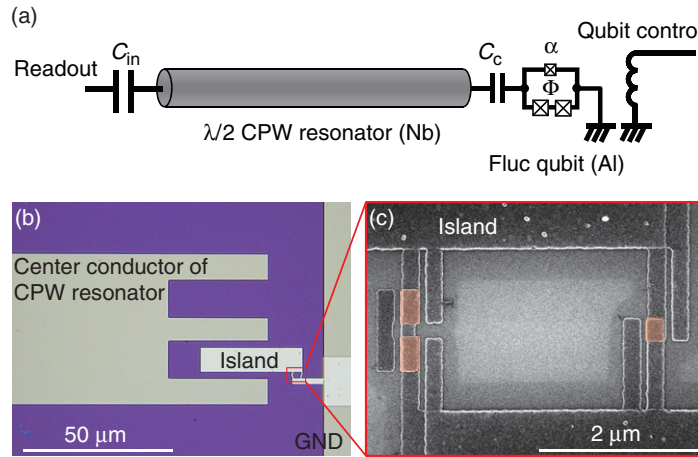 (a)
Qubit contro
C_in
C_c
α
Readout
Φ
λ/2 CPW resonator (Nb)
Fluc qubit (Al)
(b)
(c)
Island
Center conductor of
CPW resonator
Island
50 μm
GND
2 μm